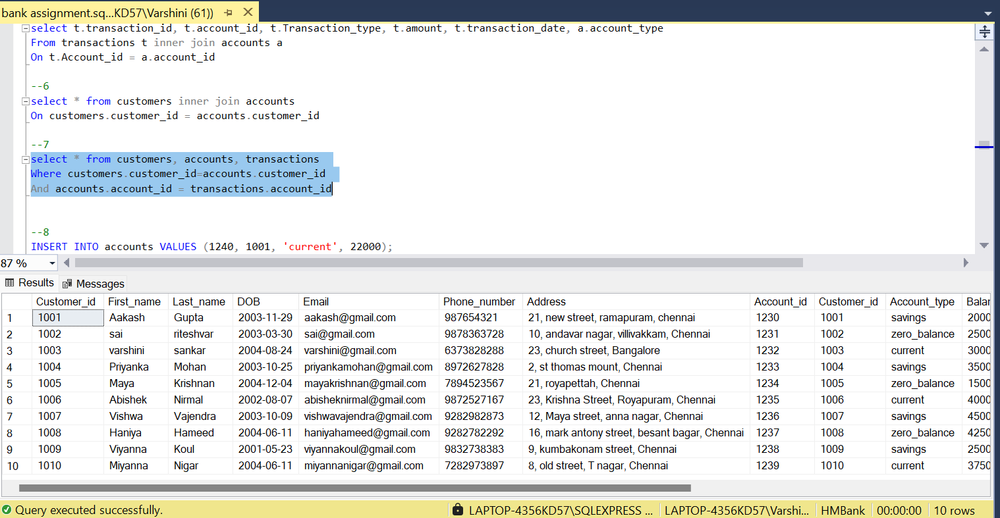 bank assignment.sq...KD57\Varshini (61))
select t.transaction_id, t.account_id, t.Transaction_type, t.amount, t.transaction_date, a.account_type
From transactions t inner join accounts a
On t.Account_id = a.account_id
--6
select * from customers inner join accounts
On customers.customer_id = accounts.customer_id
--7
select * from customers, accounts, transactions
Where customers.customer_id=accounts.customer_id
And accounts.account_id = transactions.account_id
--8
INSERT INTO accounts VALUES (1240, 1001, 'current', 22000);
87 %
Results Messages
Customer_id First_name Last_name DOB Email Phone_number Address Account_id Customer_id Account_type Balar
1 1001 Aakash Gupta 2003-11-29 aakash@gmail.com 987654321 21, new street, ramapuram, chennai 1230 1001 savings 2000
2 1002 sai riteshvar 2003-03-30 sai@gmail.com 9878363728 10, andavar nagar, villivakkam, Chennai 1231 1002 zero_balance 2500
3 1003 varshini sankar 2004-08-24 varshini@gmail.com 6373828288 23, church street, Bangalore 1232 1003 current 3000
4 1004 Priyanka Mohan 2003-10-25 priyankamohan@gmail.com 8972627828 2, st thomas mount, Chennai 1233 1004 savings 3500
5 1005 Maya Krishnan 2004-12-04 mayakrishnan@gmail.com 7894523567 21, royapettah, Chennai 1234 1005 zero_balance 1500
6 1006 Abishek Nirmal 2002-08-07 abisheknirmal@gmail.com 9872527167 23, Krishna Street, Royapuram, Chennai 1235 1006 current 4000
7 1007 Vishwa Vajendra 2003-10-09 vishwavajendra@gmail.com 9282982873 12, Maya street, anna nagar, Chennai 1236 1007 savings 4500
8 1008 Haniya Hameed 2004-06-11 haniyahameed@gmail.com 9282782292 16, mark antony street, besant bagar, Chennai 1237 1008 zero_balance 4250
9 1009 Viyanna Koul 2001-05-23 viyannakoul@gmail.com 9832738383 9, kumbakonam street, Chennai 1238 1009 savings 2500
10 1010 Miyanna Nigar 2004-06-11 miyannanigar@gmail.com 7282973897 8, old street, T nagar, Chennai 1239 1010 current 3750
Query executed successfully. LAPTOP-4356KD57\SQLEXPRESS ... LAPTOP-4356KD57\Varshi... HMBank 00:00:00 10 rows